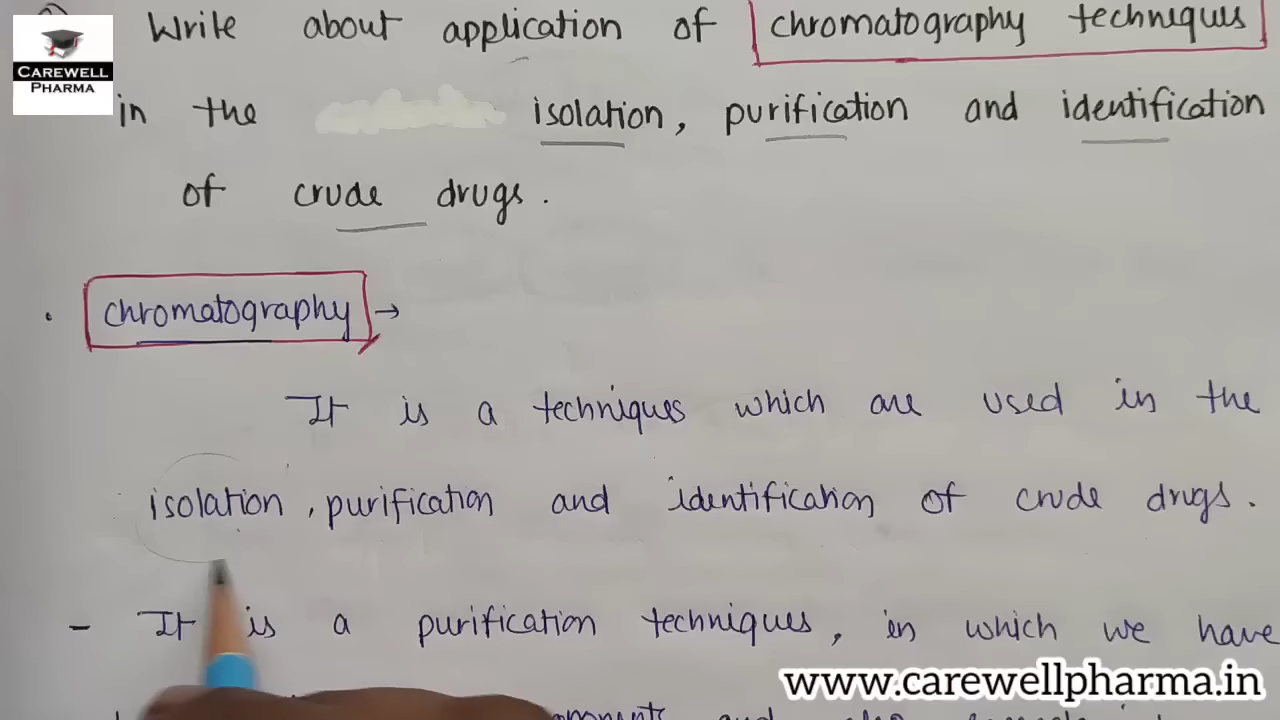 Write about application of chromatography techniques
CAREWELL
PHARMA
in the isolation, purification and identification
of crude drugs.
. chromatography →
It is a techniques which are used in the
isolation, purification and identification of crude drugs.
- It is a purification techniques, in which we have
www.carewellpharma.in